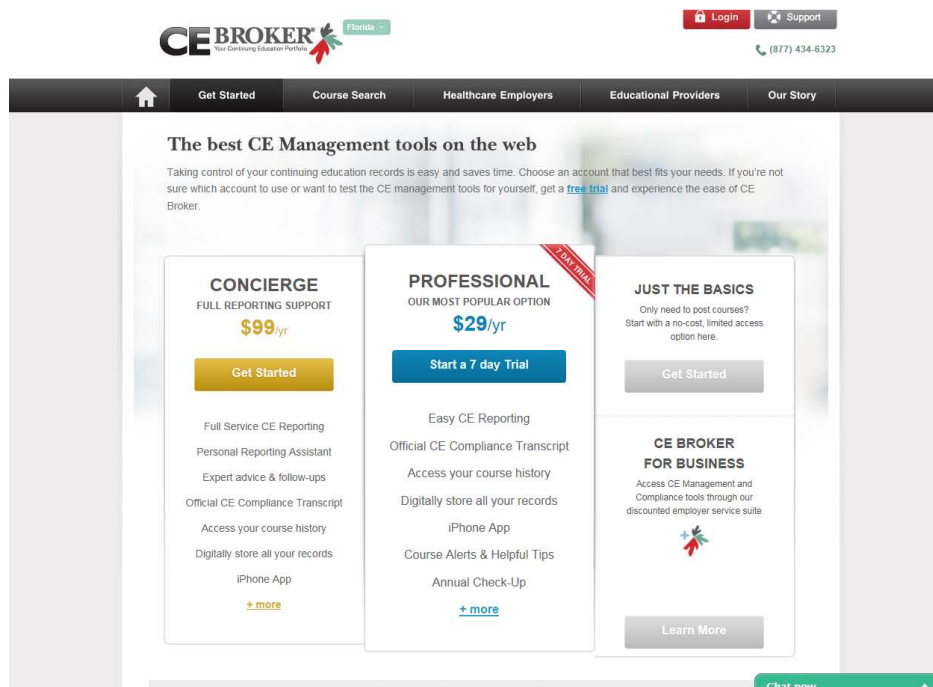 CE BROKER
Your Continuing Education Portfolio
Florida
Login
Support
(877) 434-6323
Get Started
Course Search
Healthcare Employers
Educational Providers
Our Story
The best CE Management tools on the web
Taking control of your continuing education records is easy and saves time. Choose an account that best fits your needs. If you're not
sure which account to use or want to test the CE management tools for yourself, get a free trial and experience the ease of CE
Broker.
CONCIERGE
FULL REPORTING SUPPORT
$99/yr
Get Started
Full Service CE Reporting
Personal Reporting Assistant
Expert advice & follow-ups
Official CE Compliance Transcript
Access your course history
Digitally store all your records
iPhone App
+ more
7 DAY TRIAL
PROFESSIONAL
OUR MOST POPULAR OPTION
$29/yr
Start a 7 day Trial
Easy CE Reporting
Official CE Compliance Transcript
Access your course history
Digitally store all your records
iPhone App
Course Alerts & Helpful Tips
Annual Check-Up
+ more
JUST THE BASICS
Only need to post courses?
Start with a no-cost, limited access
option here.
Get Started
CE BROKER
FOR BUSINESS
Access CE Management and
Compliance tools through our
discounted employer service suite
Learn More
Chat now